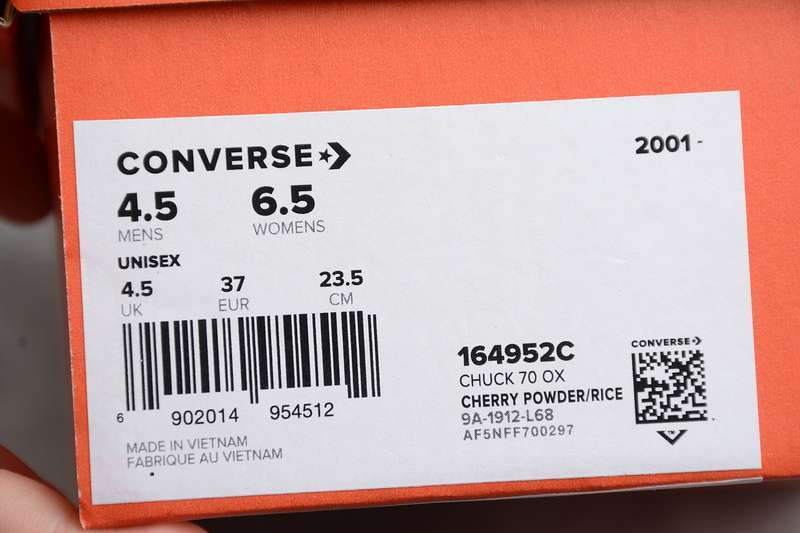 CONVERSE
2001-
4.5 6.5
MENS WOMENS
UNISEX
4.5 37 23.5
UK EUR CM
6 902014 954512
MADE IN VIETNAM
FABRIQUE AU VIETNAM
164952C
CHUCK 70 OX
CHERRY POWDER/RICE
9A-1912-L68
AF5NFF700297
CONVERSE
TM